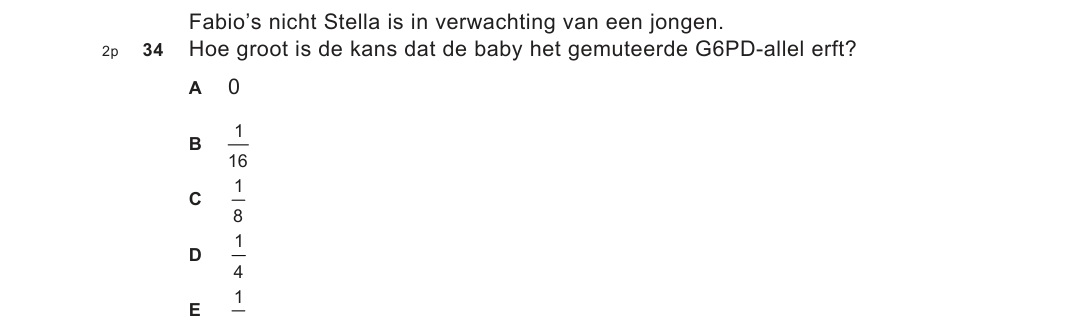 Fabio's nicht Stella is in verwachting van een jongen.
2p 34 Hoe groot is de kans dat de baby het gemuteerde G6PD-allel erft?
A 0
B 1/16
C 1/8
D 1/4
E 1